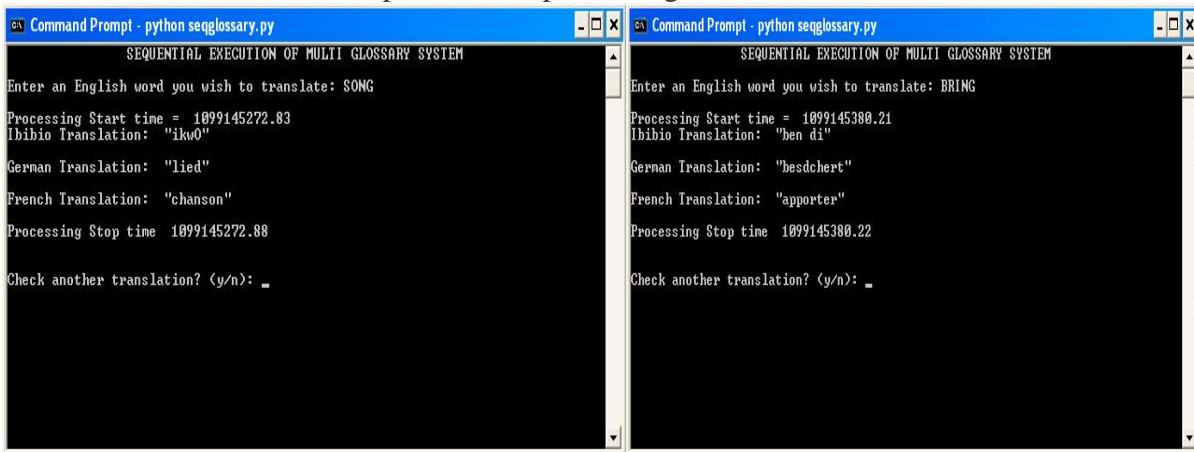 Command Prompt - python seqglossary.py
SEQUENTIAL EXECUTION OF MULTI GLOSSARY SYSTEM
Enter an English word you wish to translate: SONG
Processing Start time = 1099145272.83
Ibibio Translation: "ikwO"
German Translation: "lied"
French Translation: "chanson"
Processing Stop time 1099145272.88
Check another translation? (y/n): _
Command Prompt - python seqglossary.py
SEQUENTIAL EXECUTION OF MULTI GLOSSARY SYSTEM
Enter an English word you wish to translate: BRING
Processing Start time = 1099145380.21
Ibibio Translation: "ben di"
German Translation: "besdchert"
French Translation: "apporter"
Processing Stop time 1099145380.22
Check another translation? (y/n): _